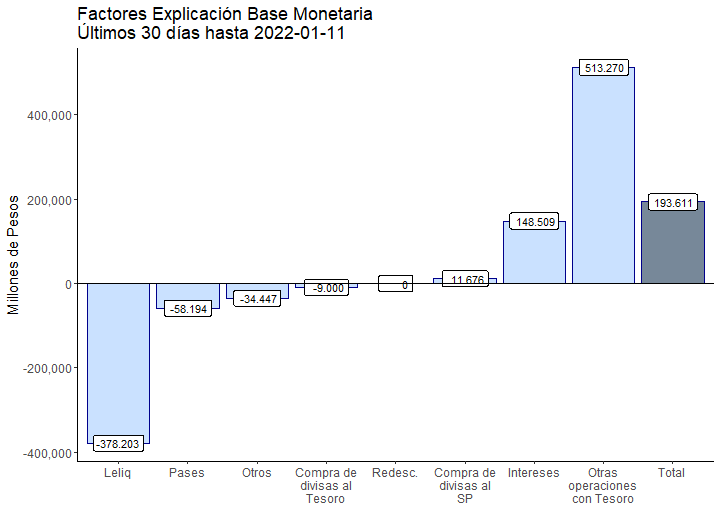 Factores Explicación Base Monetaria
Últimos 30 días hasta 2022-01-11
Millones de Pesos
400,000
200,000
0
-200,000
-400,000
-378.203
-58.194
-34.447
-9.000
0
11.676
148.509
513.270
193.611
Leliq
Pases
Otros
Compra de
divisas al
Tesoro
Redesc.
Compra de
divisas al
SP
Intereses
Otras
operaciones
con Tesoro
Total